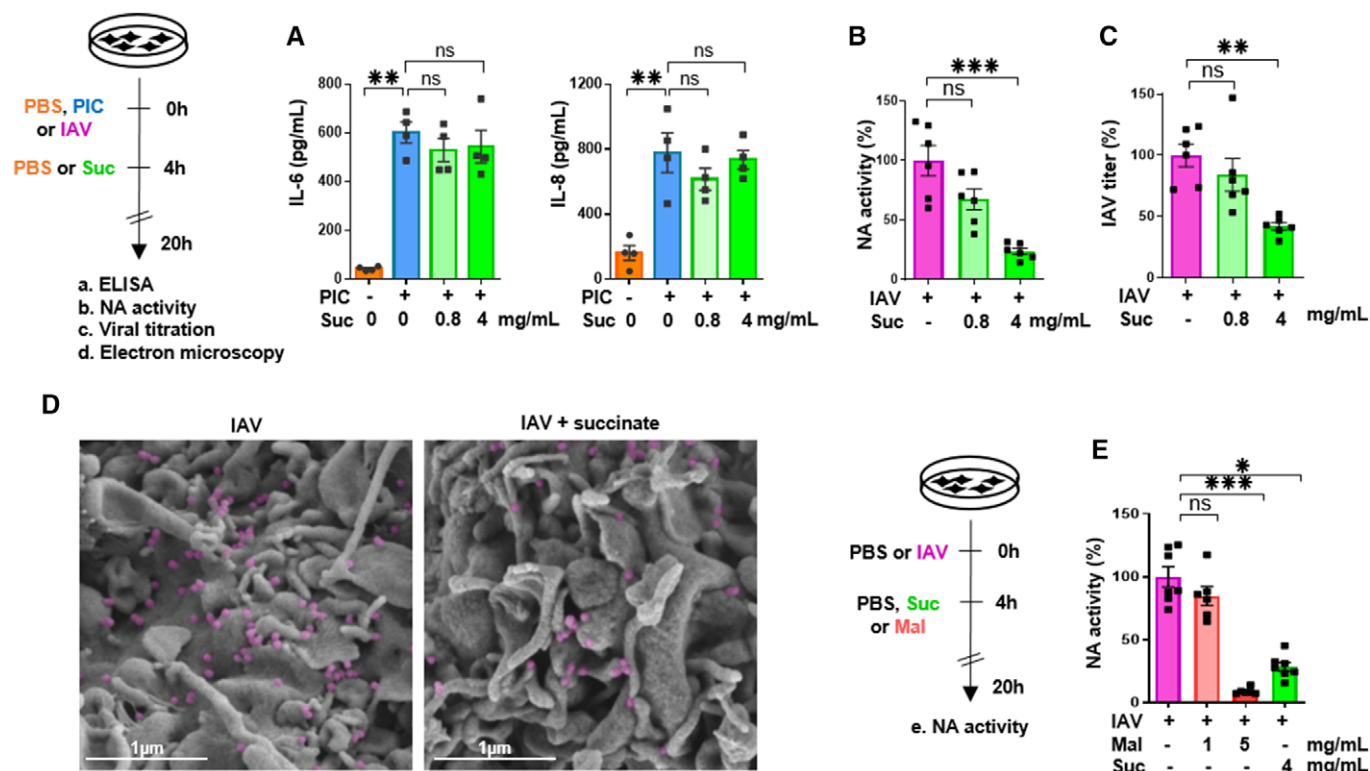 PBS, PIC
or IAV
0h
PBS or Suc
4h
20h
a. ELISA
b. NA activity
c. Viral titration
d. Electron microscopy
A
ns
** ns
800
600
400
200
0
IL-6 (pg/mL)
PIC - + + +
Suc 0 0 0.8 4 mg/mL
ns
** ns
1200
800
400
0
IL-8 (pg/mL)
PIC - + + +
Suc 0 0 0.8 4 mg/mL
B
***
ns
150
100
50
0
NA activity (%)
IAV + + +
Suc - 0.8 4 mg/mL
C
**
ns
150
100
50
0
IAV titer (%)
IAV + + +
Suc - 0.8 4 mg/mL
D
IAV
IAV + succinate
1µm
1µm
PBS or IAV
0h
PBS, Suc
or Mal
4h
20h
e. NA activity
E
*
***
ns
150
100
50
0
NA activity (%)
IAV + + + +
Mal - 1 5 - mg/mL
Suc - - - 4 mg/mL